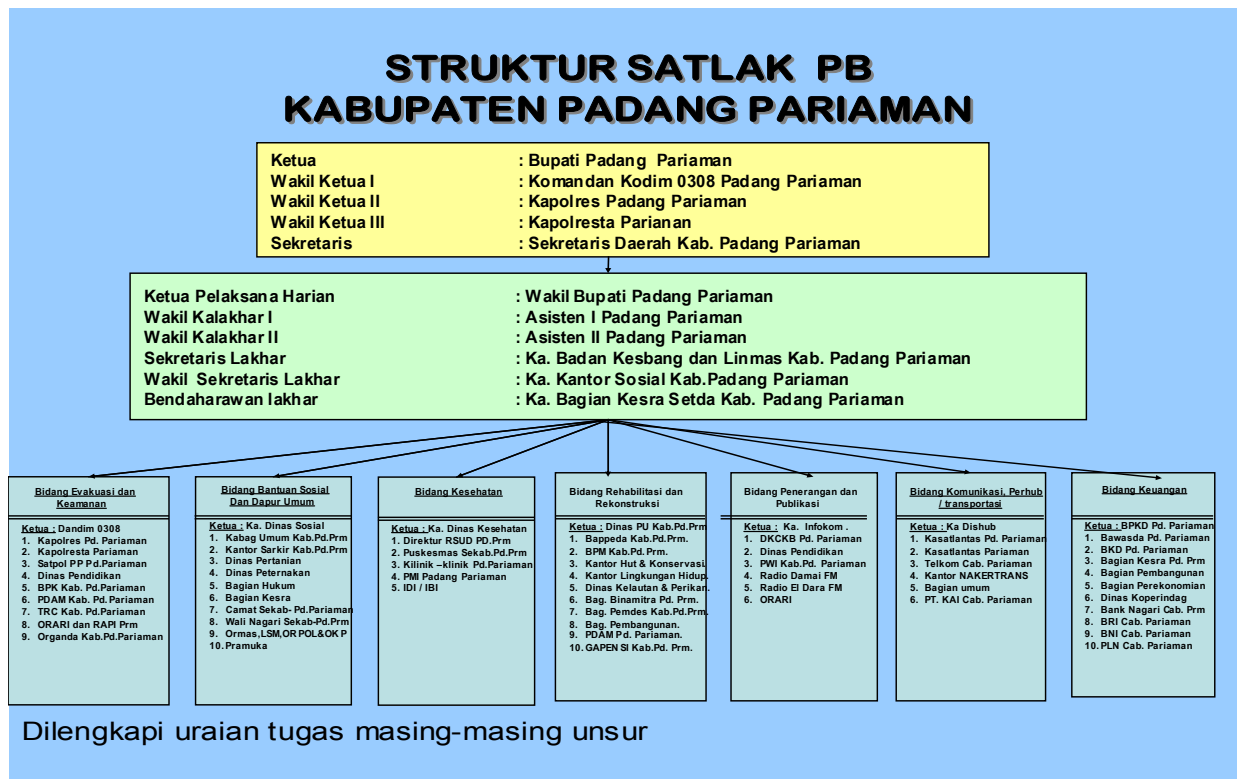 STRUKTUR SATLAK PB
KABUPATEN PADANG PARIAMAN
Ketua : Bupati Padang Pariaman
Wakil Ketua I : Komandan Kodim 0308 Padang Pariaman
Wakil Ketua II : Kapolres Padang Pariaman
Wakil Ketua III : Kapolresta Parianan
Sekretaris : Sekretaris Daerah Kab. Padang Pariaman
Ketua Pelaksana Harian : Wakil Bupati Padang Pariaman
Wakil Kalakhar I : Asisten I Padang Pariaman
Wakil Kalakhar II : Asisten II Padang Pariaman
Sekretaris Lakhar : Ka. Badan Kesbang dan Linmas Kab. Padang Pariaman
Wakil Sekretaris Lakhar : Ka. Kantor Sosial Kab.Padang Pariaman
Bendaharawan lakhar : Ka. Bagian Kesra Setda Kab. Padang Pariaman
Bidang Evakuasi dan
Keamanan
Ketua : Dandim 0308
1. Kapolres Pd. Pariaman
2. Kapolresta Pariaman
3. Satpol PP Pd.Pariaman
4. Dinas Pendidikan
5. BPK Kab. Pd.Pariaman
6. PDAM Kab. Pd.Pariaman
7. TRC Kab. Pd.Pariaman
8. ORARI dan RAPI Prm
9. Organda Kab.Pd.Pariaman
Bidang Bantuan Sosial
Dan Dapur Umum
Ketua : Ka. Dinas Sosial
1. Kabag Umum Kab.Pd.Prm
2. Kantor Sarkir Kab.Pd.Prm
3. Dinas Pertanian
4. Dinas Peternakan
5. Bagian Hukum
6. Bagian Kesra
7. Camat Sekab- Pd.Pariaman
8. Wali Nagari Sekab-Pd.Prm
9. Ormas,LSM,ORPOL&OKP
10. Pramuka
Bidang Kesehatan
Ketua : Ka. Dinas Kesehatan
1. Direktur RSUD PD.Prm
2. Puskesmas Sekab.Pd.Prm
3. Kilinik –klinik Pd.Pariaman
4. PMI Padang Pariaman
5. IDI / IBI
Bidang Rehabilitasi dan
Rekonstruksi
Ketua : Dinas PU Kab.Pd.Prm
1. Bappeda Kab.Pd.Prm.
2. BPM Kab.Pd.Prm.
3. Kantor Hut & Konservasi.
4. Kantor Lingkungan Hidup.
5. Dinas Kelautan & Perikan.
6. Bag. Binamitra Pd. Prm.
7. Bag. Pemdes Kab.Pd.Prm.
8. Bag. Pembangunan.
9. PDAM Pd. Pariaman.
10. GAPENSI Kab.Pd. Prm.
Bidang Penerangan dan
Publikasi
Ketua : Ka. Infokom .
1. DKCKB Pd. Pariaman
2. Dinas Pendidikan
3. PWI Kab.Pd. Pariaman
4. Radio Damai FM
5. Radio El Dara FM
6. ORARI
Bidang Komunikasi, Perhub
/ transportasi
Ketua : Ka Dishub
1. Kasatlantas Pd. Pariaman
2. Kasatlantas Pariaman
3. Telkom Cab. Pariaman
4. Kantor NAKERTRANS
5. Bagian umum
6. PT. KAI Cab. Pariaman
Bidang Keuangan
Ketua : BPKD Pd. Pariaman
1. Bawasda Pd. Pariaman
2. BKD Pd. Pariaman
3. Bagian Kesra Pd. Prm
4. Bagian Pembangunan
5. Bagian Perekonomian
6. Dinas Koperindag
7. Bank Nagari Cab. Prm
8. BRI Cab. Pariaman
9. BNI Cab. Pariaman
10. PLN Cab. Pariaman
Dilengkapi uraian tugas masing-masing unsur